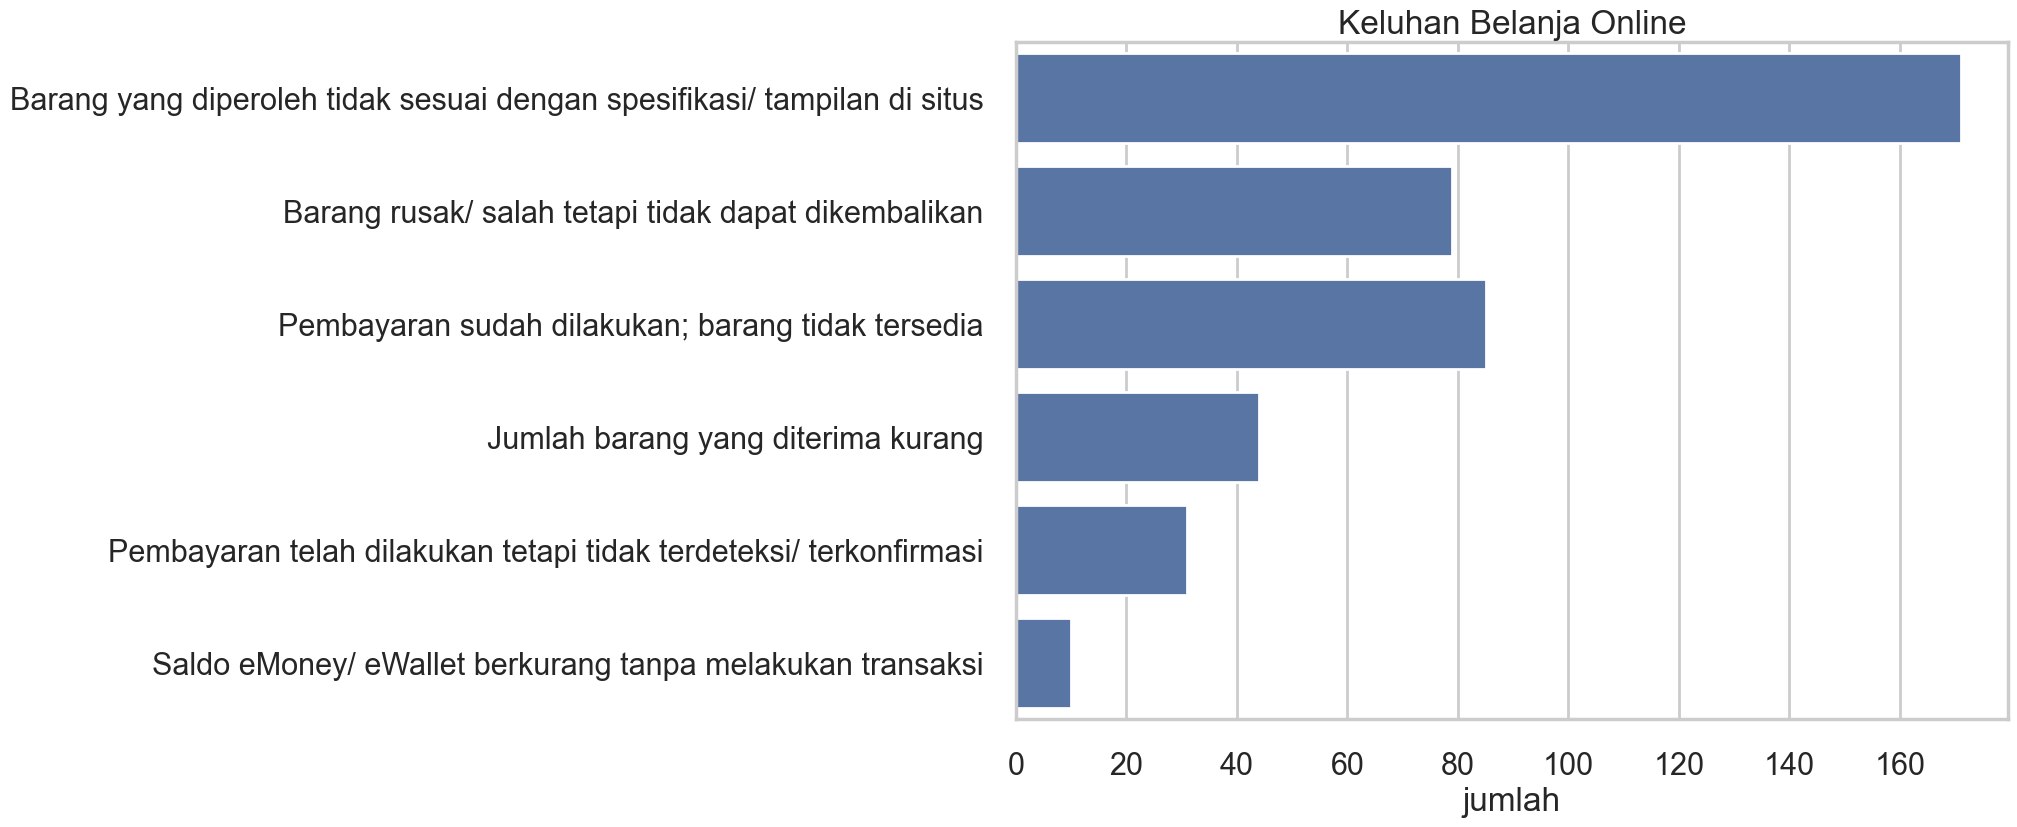 Keluhan Belanja Online
Barang yang diperoleh tidak sesuai dengan spesifikasi/ tampilan di situs
Barang rusak/ salah tetapi tidak dapat dikembalikan
Pembayaran sudah dilakukan; barang tidak tersedia
Jumlah barang yang diterima kurang
Pembayaran telah dilakukan tetapi tidak terdeteksi/ terkonfirmasi
Saldo eMoney/ eWallet berkurang tanpa melakukan transaksi
0 20 40 60 80 100 120 140 160
jumlah